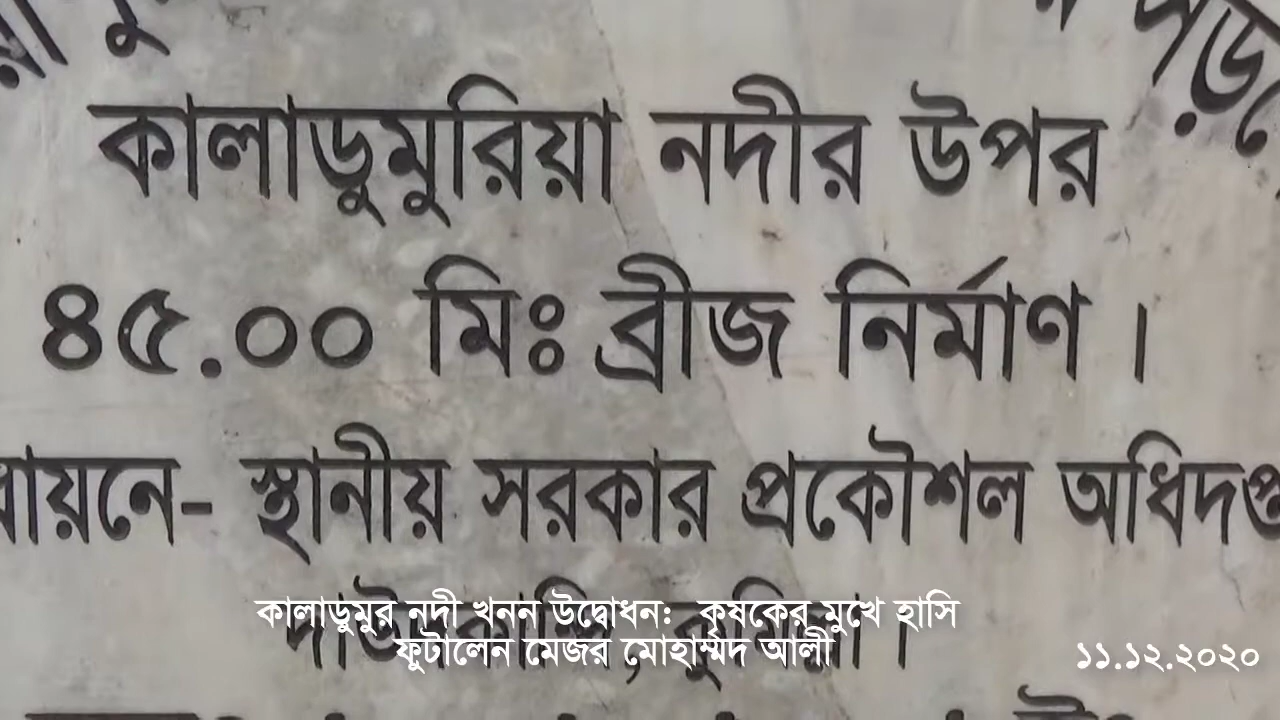 কালাডুমুরিয়া নদীর উপর
৪৫.০০ মিঃ ব্রীজ নির্মাণ ।
স্থানীয় সরকার প্রকৌশল
কালাডুমুর নদী খনন উদ্বোধন: কৃষকের মুখে হাসি
ফুটালেন মেজর মোহাম্মদ আলী
১১.১২.২০২০